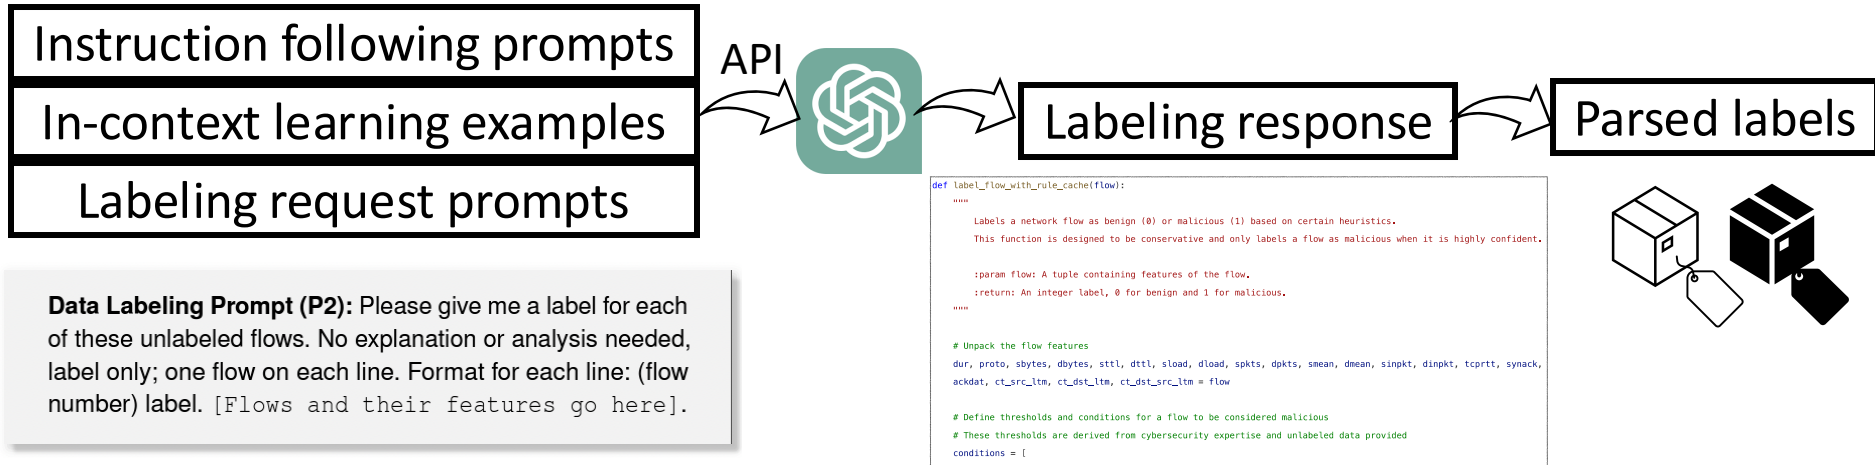 Instruction following prompts
In-context learning examples
Labeling request prompts
API
Labeling response
Parsed labels
Data Labeling Prompt (P2): Please give me a label for each
of these unlabeled flows. No explanation or analysis needed,
label only; one flow on each line. Format for each line: (flow
number) label. [Flows and their features go here].
def label_flow_with_rule_cache(flow):
"""
Labels a network flow as benign (0) or malicious (1) based on certain heuristics.
This function is designed to be conservative and only labels a flow as malicious when it is highly confident.
:param flow: A tuple containing features of the flow.
:return: An integer label, 0 for benign and 1 for malicious.
"""
# Unpack the flow features
dur, proto, sbytes, dbytes, sttl, dttl, sload, dload, spkts, dpkts, smean, dmean, sinpkt, dinpkt, tcprtt, synack,
ackdat, ct_src_ltm, ct_dst_ltm, ct_dst_src_ltm = flow
# Define thresholds and conditions for a flow to be considered malicious
# These thresholds are derived from cybersecurity expertise and unlabeled data provided
conditions = [